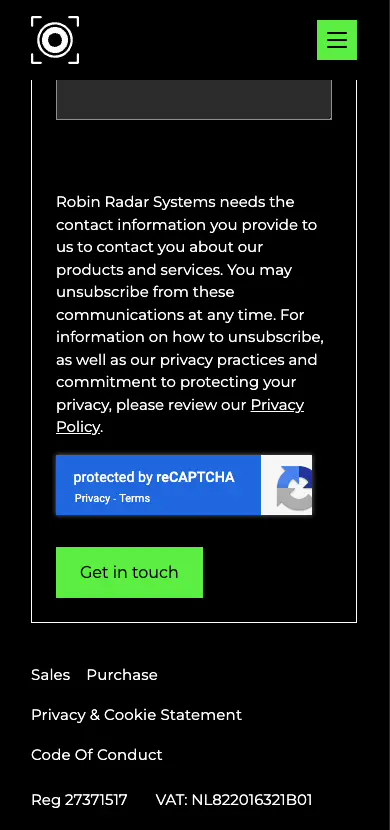 Robin Radar Systems needs the
contact information you provide to
us to contact you about our
products and services. You may
unsubscribe from these
communications at any time. For
information on how to unsubscribe,
as well as our privacy practices and
commitment to protecting your
privacy, please review our Privacy
Policy.
protected by reCAPTCHA
Privacy - Terms
Get in touch
Sales Purchase
Privacy & Cookie Statement
Code Of Conduct
Reg 27371517 VAT: NL822016321B01